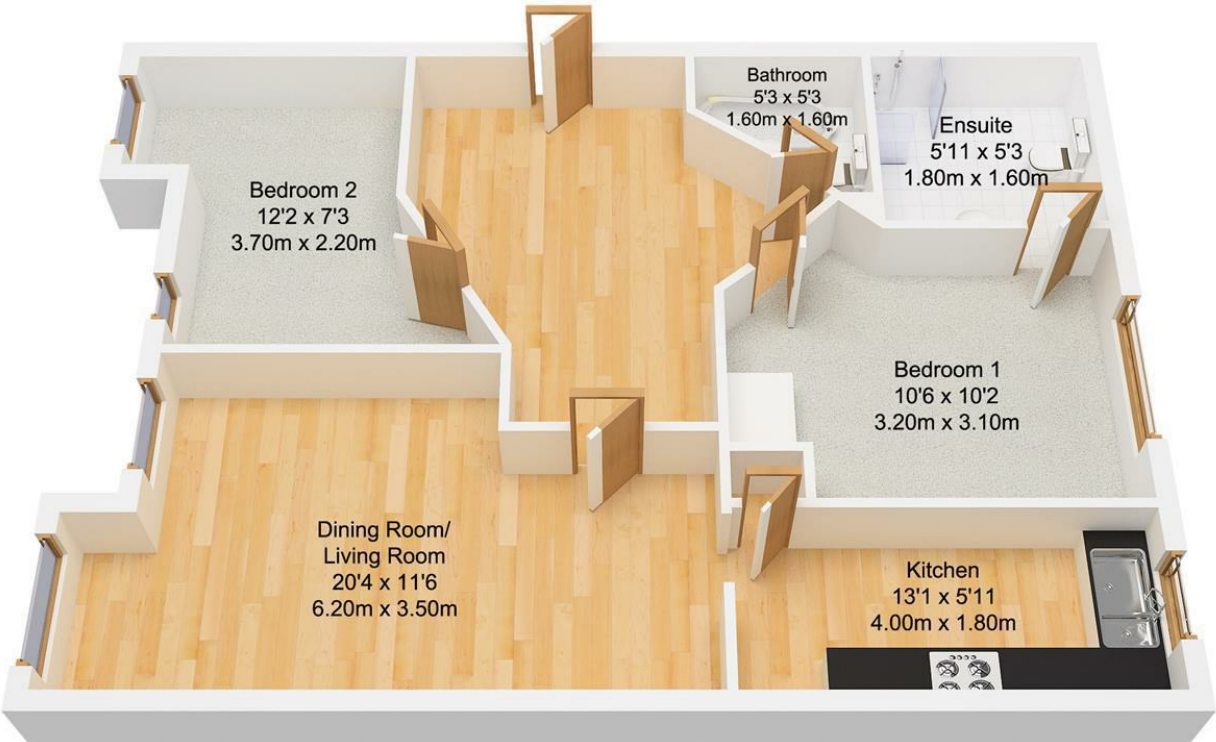 Bathroom
5'3 x 5'3
1.60m x 1.60m
Ensuite
5'11 x 5'3
1.80m x 1.60m
Bedroom 2
12'2 x 7'3
3.70m x 2.20m
Bedroom 1
10'6 x 10'2
3.20m x 3.10m
Dining Room/
Living Room
20'4 x 11'6
6.20m x 3.50m
Kitchen
13'1 x 5'11
4.00m x 1.80m